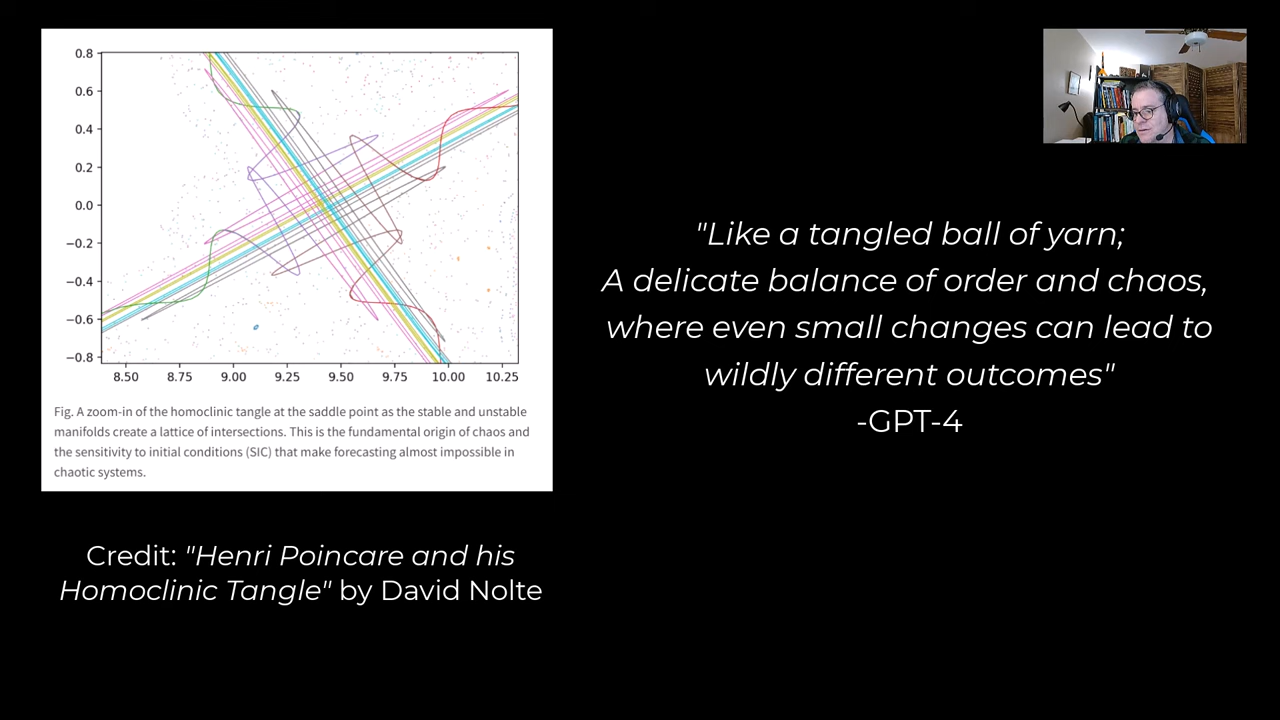 0.8
0.6
0.4
0.2
0.0
−0.2
−0.4
−0.6
−0.8
8.50 8.75 9.00 9.25 9.50 9.75 10.00 10.25
Fig. A zoom-in of the homoclinic tangle at the saddle point as the stable and unstable
manifolds create a lattice of intersections. This is the fundamental origin of chaos and
the sensitivity to initial conditions (SIC) that make forecasting almost impossible in
chaotic systems.
Credit: "Henri Poincare and his
Homoclinic Tangle" by David Nolte
"Like a tangled ball of yarn;
A delicate balance of order and chaos,
where even small changes can lead to
wildly different outcomes"
-GPT-4